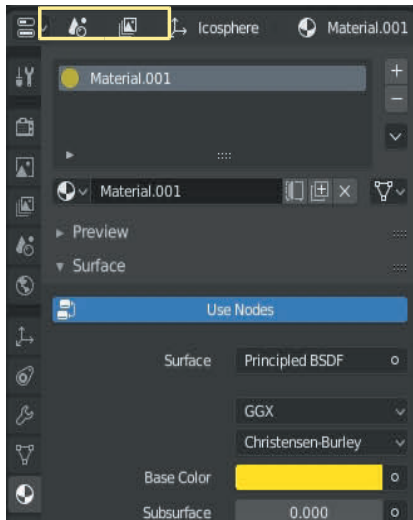 Icosphere Material.001
Material.001
Material.001
Preview
Surface
Use Nodes
Surface Principled BSDF
GGX
Christensen-Burley
Base Color
Subsurface 0.000